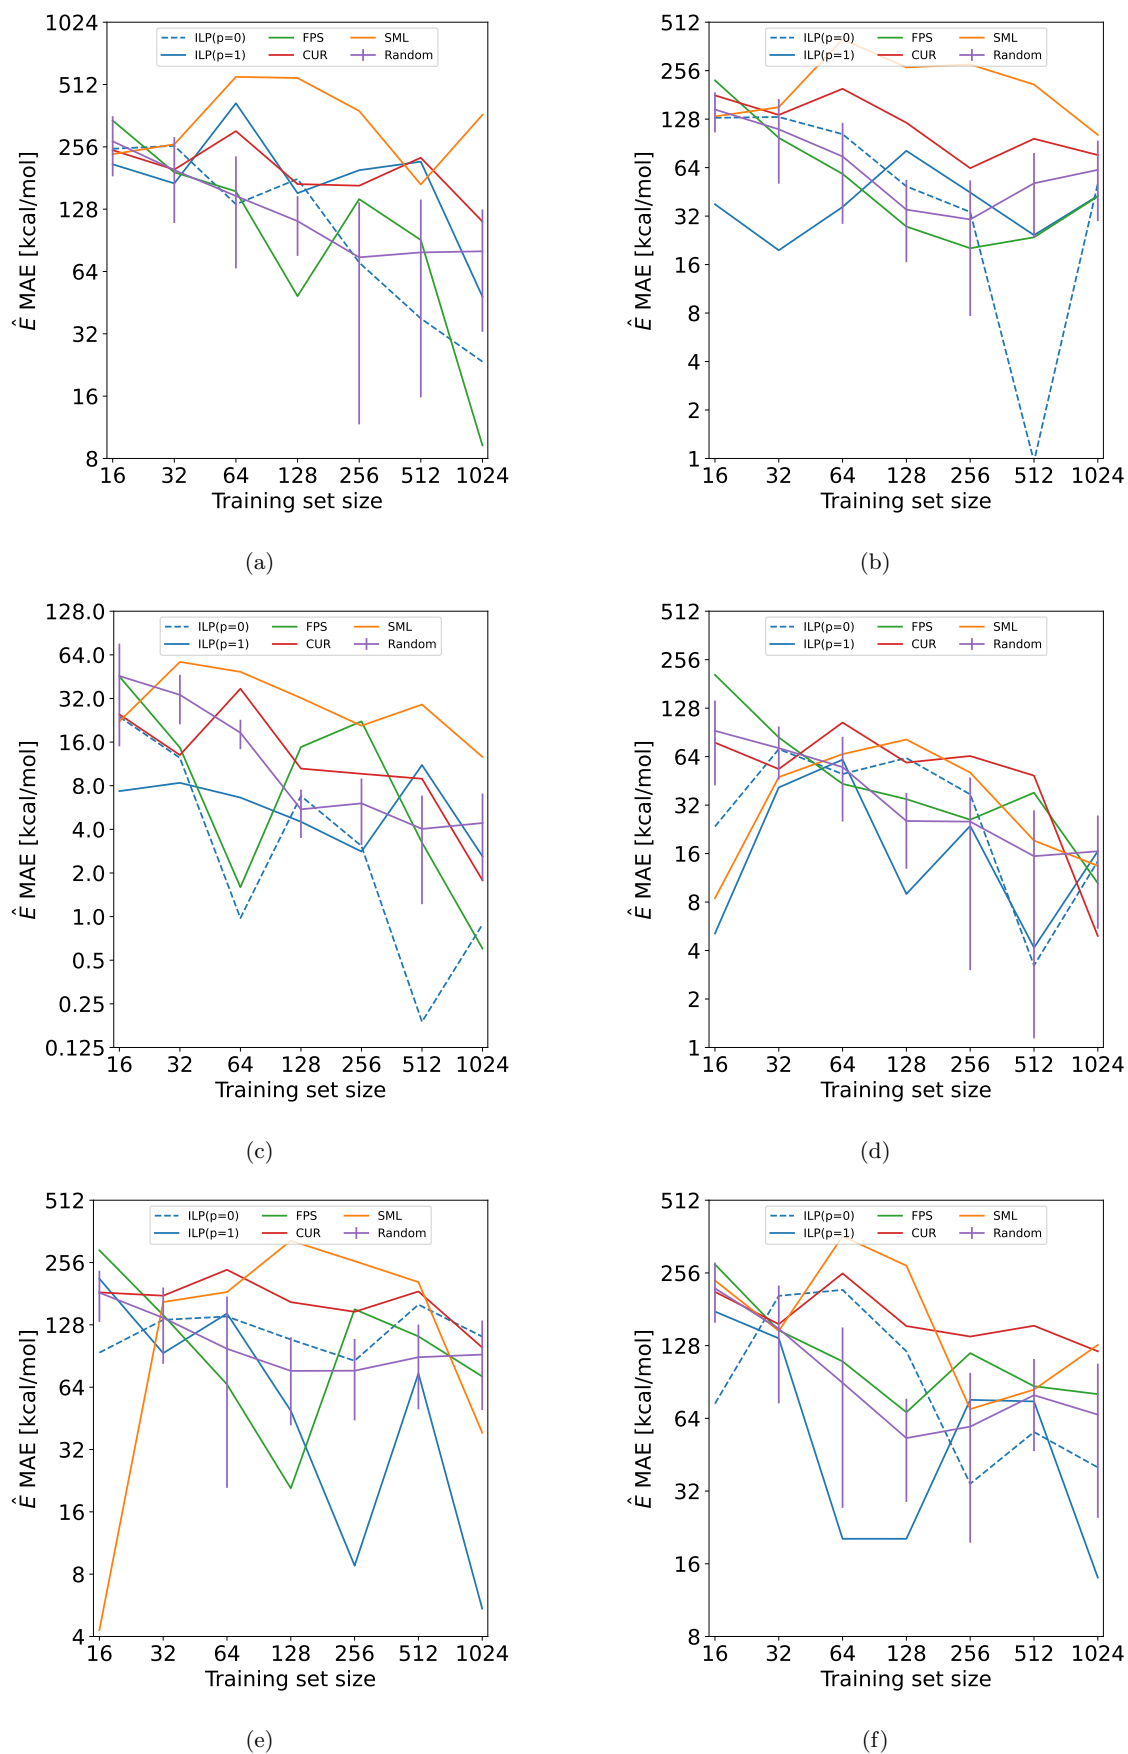 1024
512
256
128
64
32
16
8
Ê MAE [kcal/mol]
ILP(p=0) FPS SML
ILP(p=1) CUR Random
16 32 64 128 256 512 1024
Training set size
(a)
512
256
128
64
32
16
8
4
2
1
Ê MAE [kcal/mol]
ILP(p=0) FPS SML
ILP(p=1) CUR Random
16 32 64 128 256 512 1024
Training set size
(b)
128.0
64.0
32.0
16.0
8.0
4.0
2.0
1.0
0.5
0.25
0.125
Ê MAE [kcal/mol]
ILP(p=0) FPS SML
ILP(p=1) CUR Random
16 32 64 128 256 512 1024
Training set size
(c)
512
256
128
64
32
16
8
4
2
1
Ê MAE [kcal/mol]
ILP(p=0) FPS SML
ILP(p=1) CUR Random
16 32 64 128 256 512 1024
Training set size
(d)
512
256
128
64
32
16
8
4
Ê MAE [kcal/mol]
ILP(p=0) FPS SML
ILP(p=1) CUR Random
16 32 64 128 256 512 1024
Training set size
(e)
512
256
128
64
32
16
8
Ê MAE [kcal/mol]
ILP(p=0) FPS SML
ILP(p=1) CUR Random
16 32 64 128 256 512 1024
Training set size
(f)